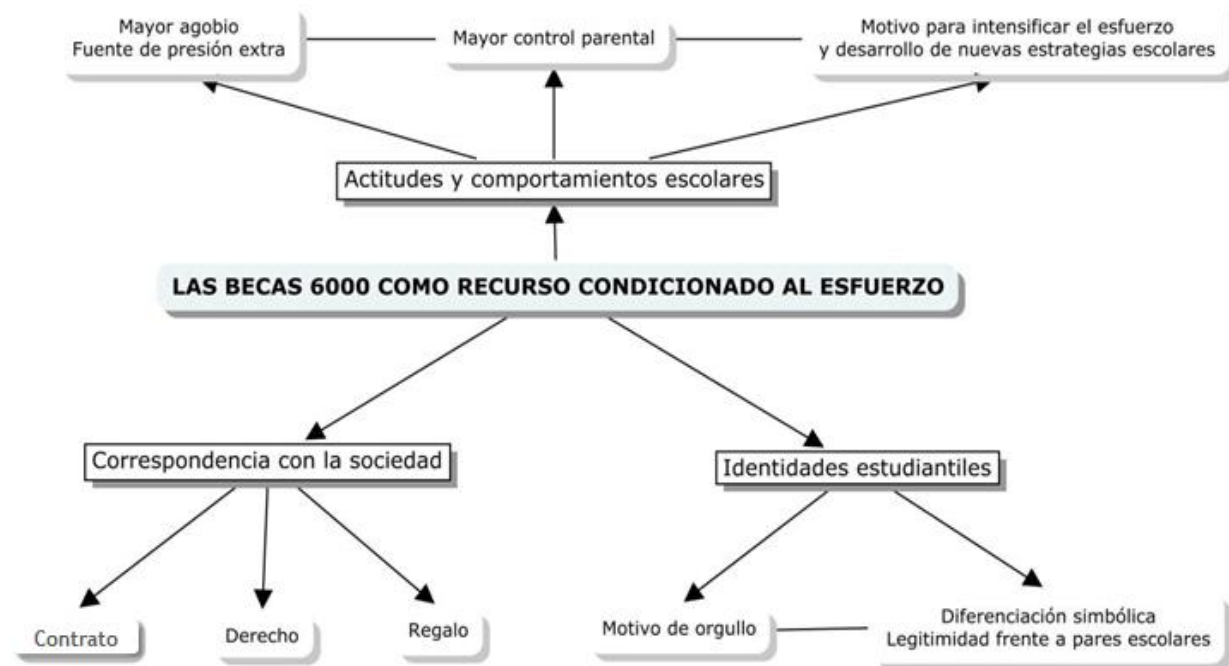 Mayor agobio
Fuente de presión extra
Mayor control parental
Motivo para intensificar el esfuerzo
y desarrollo de nuevas estrategias escolares
Actitudes y comportamientos escolares
LAS BECAS 6000 COMO RECURSO CONDICIONADO AL ESFUERZO
Correspondencia con la sociedad
Identidades estudiantiles
Contrato
Derecho
Regalo
Motivo de orgullo
Diferenciación simbólica
Legitimidad frente a pares escolares